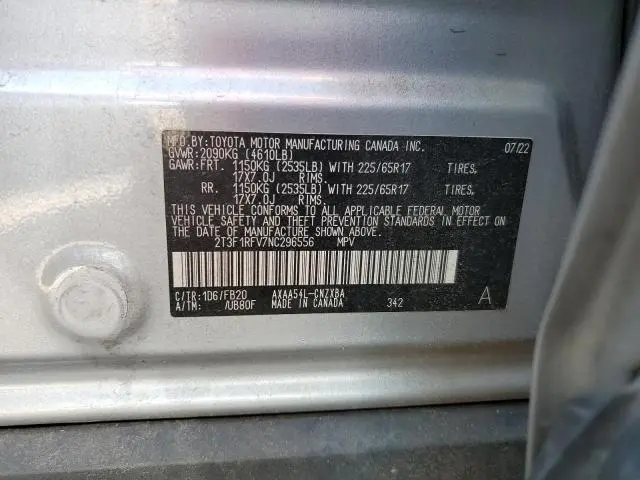 MFD.BY:TOYOTA MOTOR MANUFACTURING CANADA INC. 07/22
GVWR:2090KG (4610LB)
GAWR:FRT. 1150KG (2535LB) WITH 225/65R17 TIRES,
17X7.0J RIMS.
RR. 1150KG (2535LB) WITH 225/65R17 TIRES,
17X7.0J RIMS.
THIS VEHICLE CONFORMS TO ALL APPLICABLE FEDERAL MOTOR
VEHICLE SAFETY AND THEFT PREVENTION STANDARDS IN EFFECT ON
THE DATE OF MANUFACTURE SHOWN ABOVE.
2T3F1RFV7NC296556 MPV
C/TR:1D6/FB20 AXAA54L-CNZXBA A
A/TM: /UB80F MADE IN CANADA 342